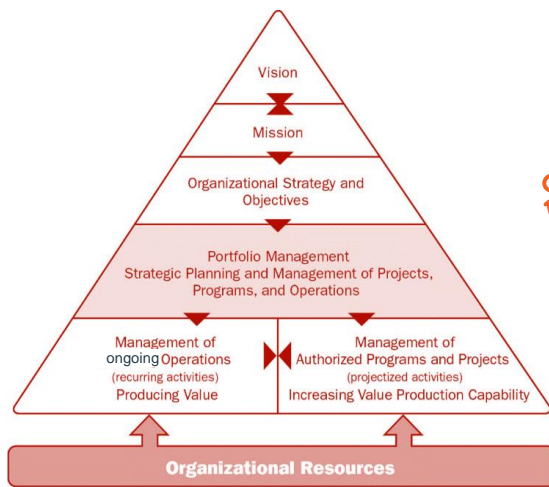 Vision
Mission
Organizational Strategy and
Objectives
Portfolio Management
Strategic Planning and Management of Projects,
Programs, and Operations
Management of
ongoing Operations
(recurring activities)
Producing Value
Management of
Authorized Programs and Projects
(projectized activities)
Increasing Value Production Capability
Organizational Resources